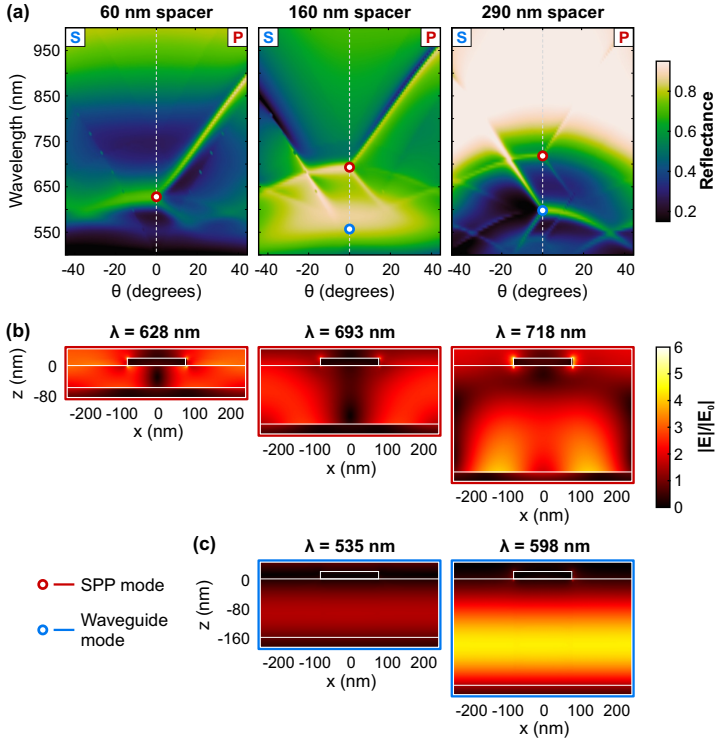 60 nm spacer 160 nm spacer 290 nm spacer
(a)
S P S P S P
Wavelength (nm)
950
850
750
650
550
-40 -20 0 20 40 -40 -20 0 20 40 -40 -20 0 20 40
θ (degrees) θ (degrees) θ (degrees)
0.8
0.6
0.4
0.2
Reflectance
(b)
λ = 628 nm λ = 693 nm λ = 718 nm
z (nm)
0
-80
-200 -100 0 100 200 -200 -100 0 100 200 -200 -100 0 100 200
x (nm) x (nm) x (nm)
6
5
4
3
2
1
0
|E|/|E₀|
(c)
λ = 535 nm λ = 598 nm
SPP mode
Waveguide
mode
z (nm)
0
-80
-160
-200 -100 0 100 200 -200 -100 0 100 200
x (nm) x (nm)